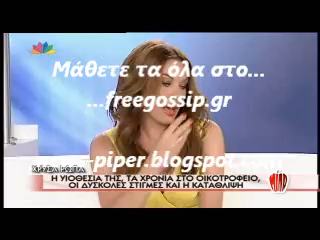 Μάθετε τα όλα στο...
...freegossip.gr
-piper.blogspot.com
Η ΥΙΟΘΕΣΙΑ ΤΗΣ, ΤΑ ΧΡΟΝΙΑ ΣΤΟ ΟΙΚΟΤΡΟΦΕΙΟ,
ΟΙ ΔΥΣΚΟΛΕΣ ΣΤΙΓΜΕΣ ΚΑΙ Η ΚΑΤΑΘΛΙΨΗ